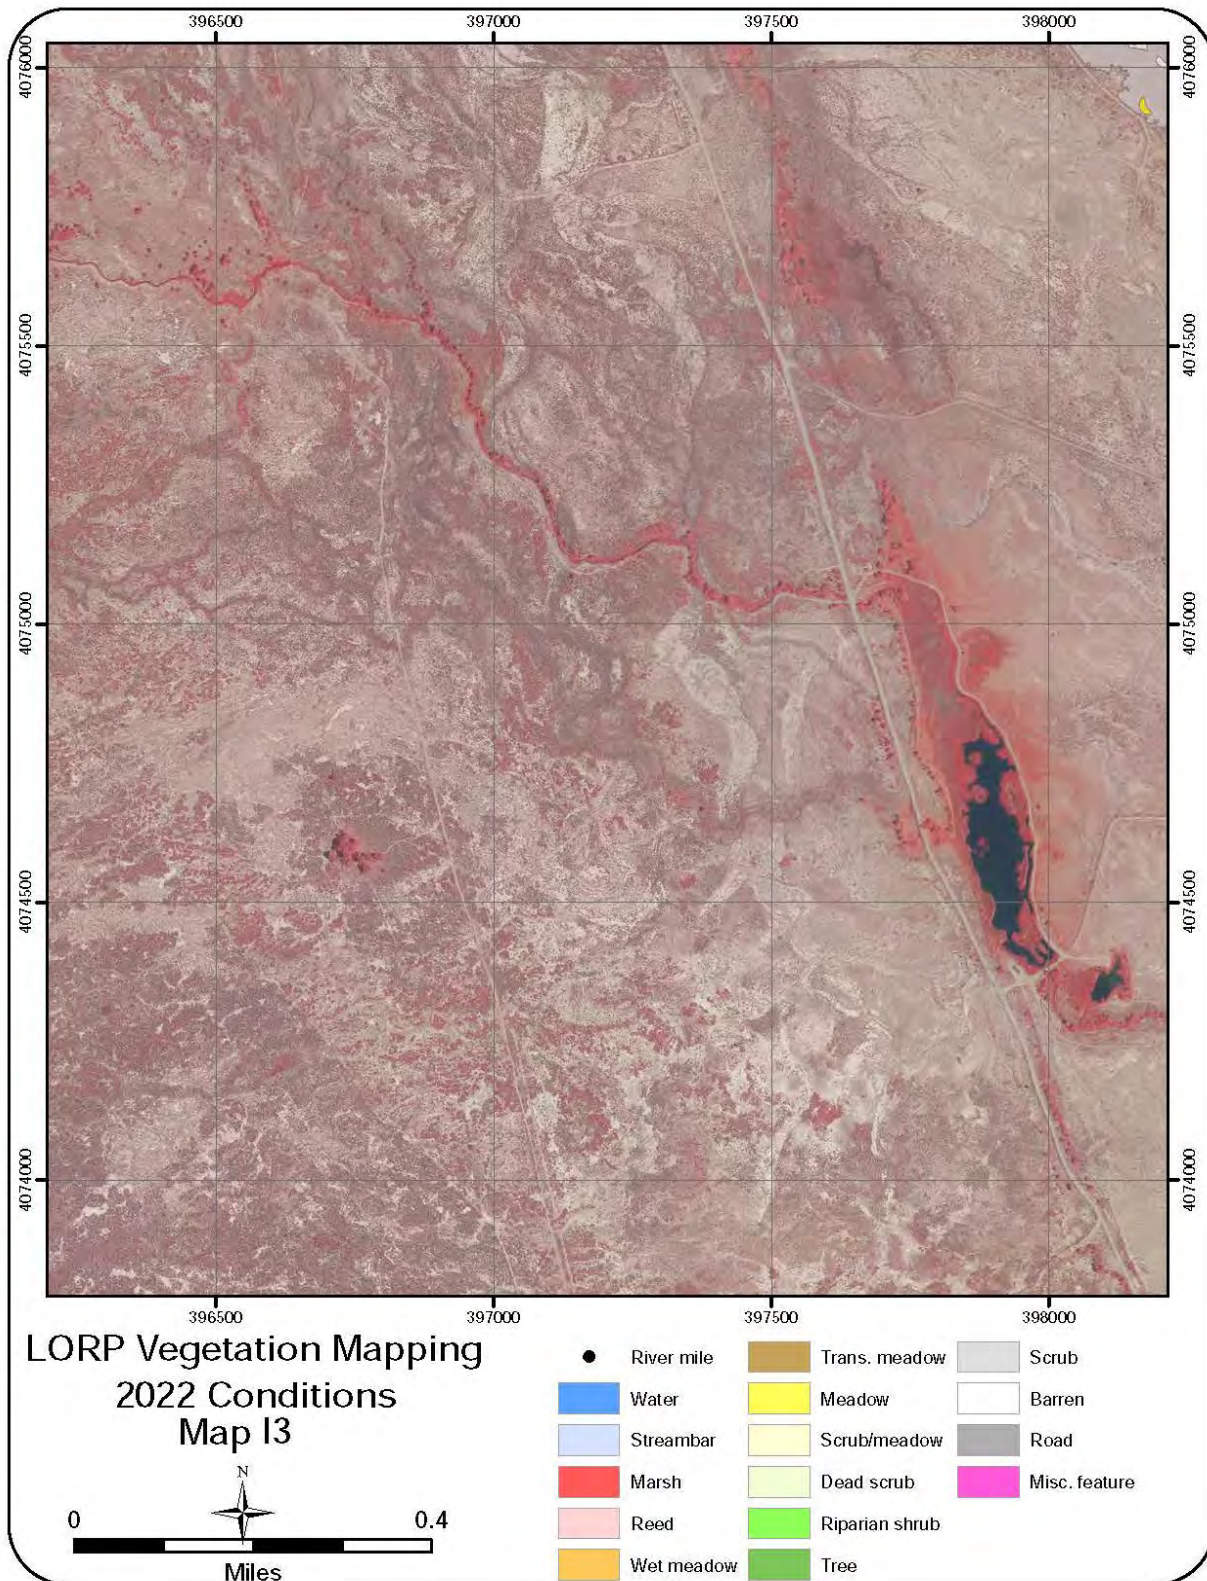 396500 397000 397500 398000
4076000 4076000
4075500 4075500
4075000 4075000
4074500 4074500
4074000 4074000
396500 397000 397500 398000
LORP Vegetation Mapping
2022 Conditions
Map I3
N
0 0.4
Miles
River mile
Water
Streambar
Marsh
Reed
Wet meadow
Trans. meadow
Meadow
Scrub/meadow
Dead scrub
Riparian shrub
Tree
Scrub
Barren
Road
Misc. feature